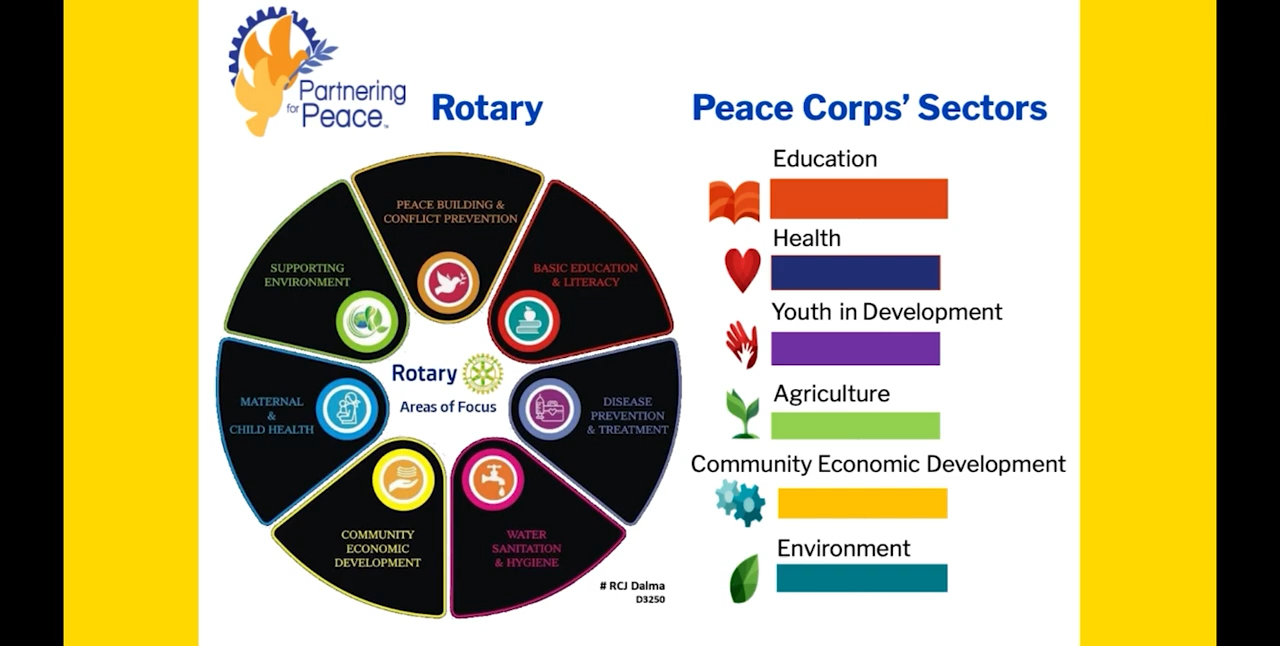 Partnering
for Peace™
Rotary
Peace Corps’ Sectors
PEACE BUILDING &
CONFLICT PREVENTION
SUPPORTING
ENVIRONMENT
BASIC EDUCATION
& LITERACY
Rotary
Areas of Focus
MATERNAL
&
CHILD HEALTH
DISEASE
PREVENTION
& TREATMENT
COMMUNITY
ECONOMIC
DEVELOPMENT
WATER
SANITATION
& HYGIENE
# RCJ Dalma
D3250
Education
Health
Youth in Development
Agriculture
Community Economic Development
Environment